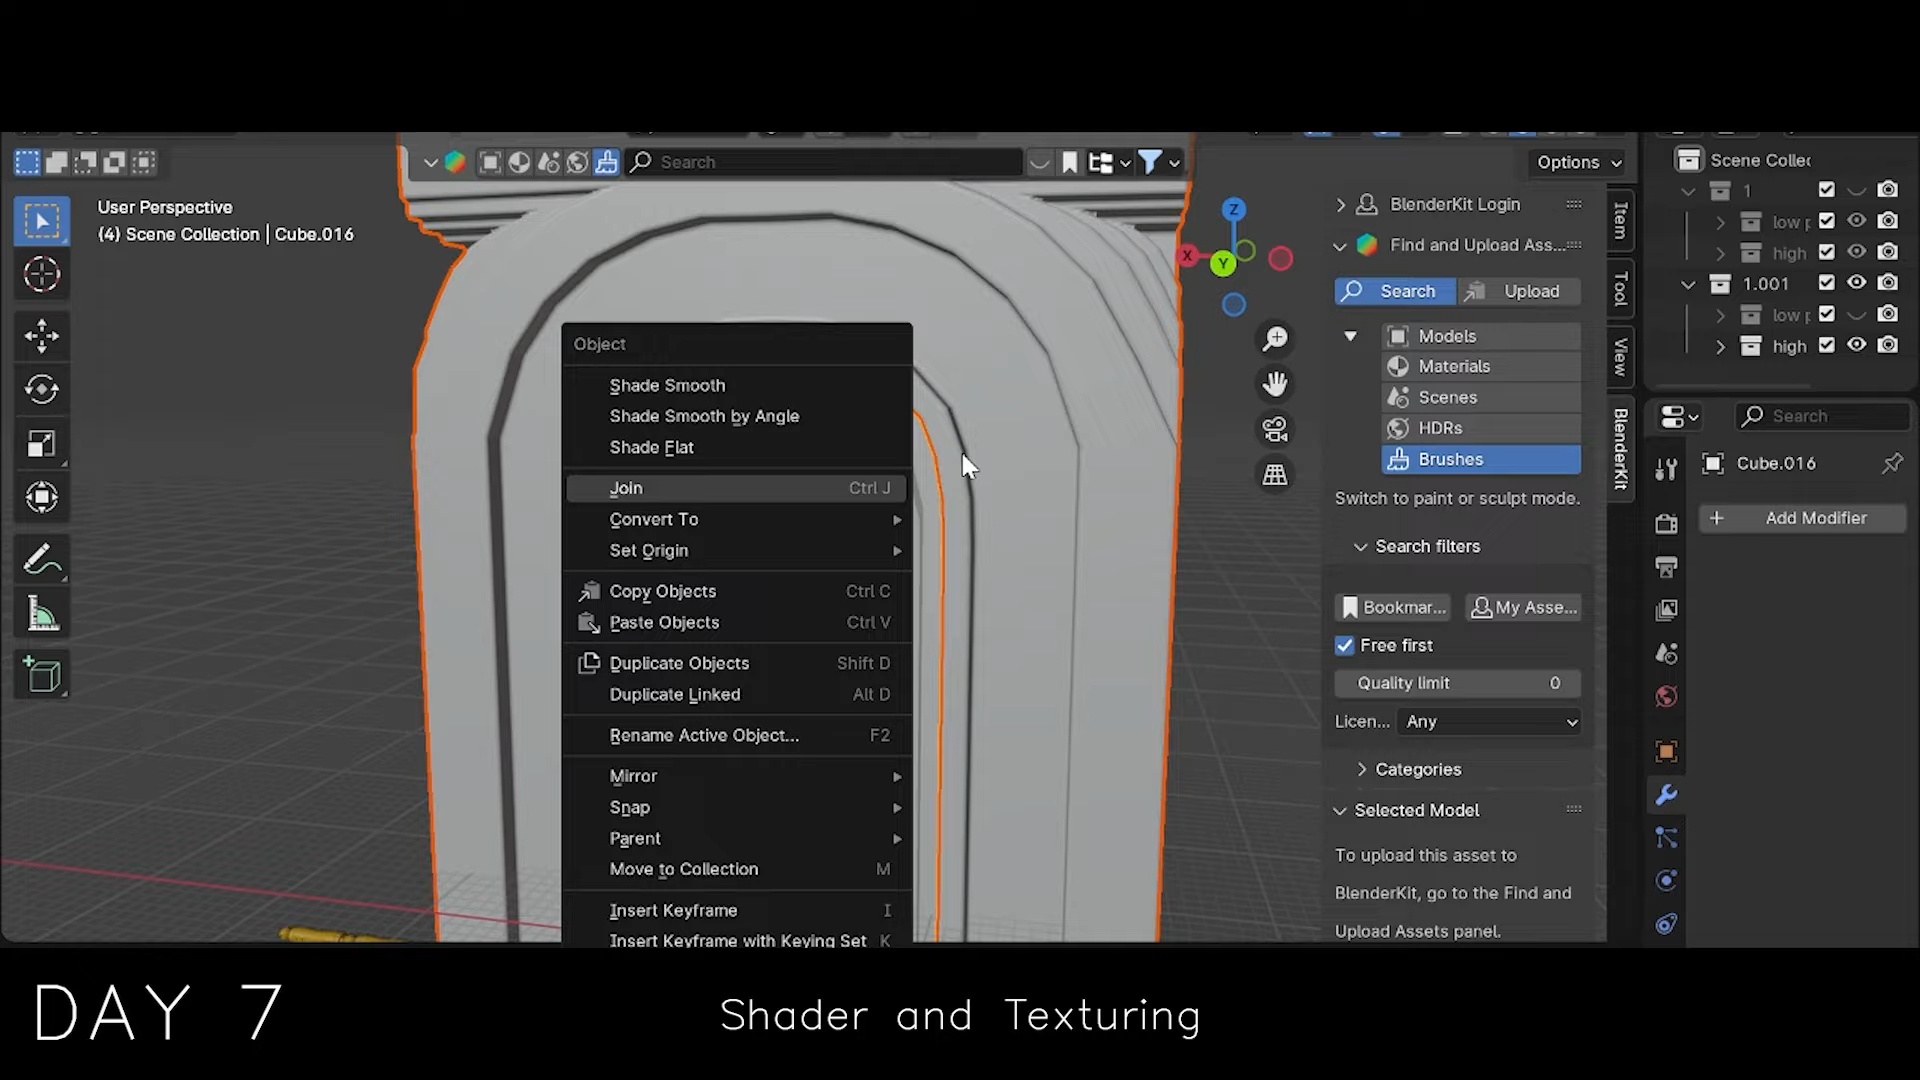 Search
Options
User Perspective
(4) Scene Collection | Cube.016
Z
X
Y
Object
Shade Smooth
Shade Smooth by Angle
Shade Flat
Join Ctrl J
Convert To
Set Origin
Copy Objects Ctrl C
Paste Objects Ctrl V
Duplicate Objects Shift D
Duplicate Linked Alt D
Rename Active Object... F2
Mirror
Snap
Parent
Move to Collection M
Insert Keyframe I
Insert Keyframe with Keying Set K
BlenderKit Login
Find and Upload Ass...
Search Upload
Models
Materials
Scenes
HDRs
Brushes
Switch to paint or sculpt mode.
Search filters
Bookmar... My Asse...
Free first
Quality limit 0
Licen... Any
Categories
Selected Model
To upload this asset to
BlenderKit, go to the Find and
Upload Assets panel.
Item
Tool
View
BlenderKit
Scene Collec
1
low p
high
1.001
low p
high
Search
Cube.016
Add Modifier
DAY 7
Shader and Texturing